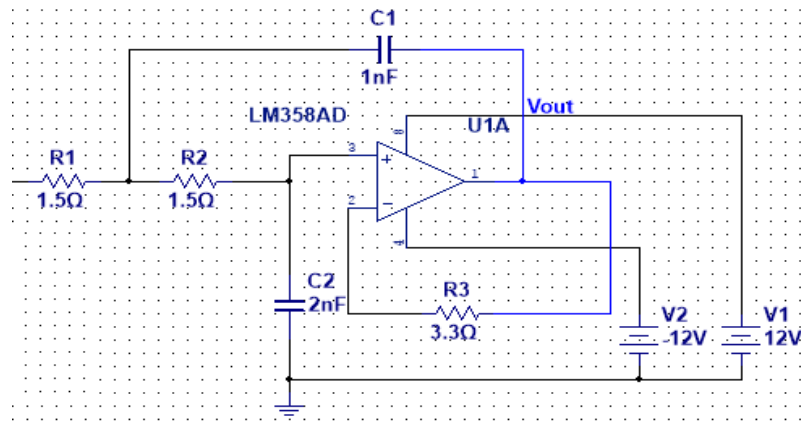 C1
1nF
LM358AD
Vout
U1A
8
R1
R2
3
1
1.5Ω
1.5Ω
2
4
C2
2nF
R3
3.3Ω
V2
-12V
V1
12V